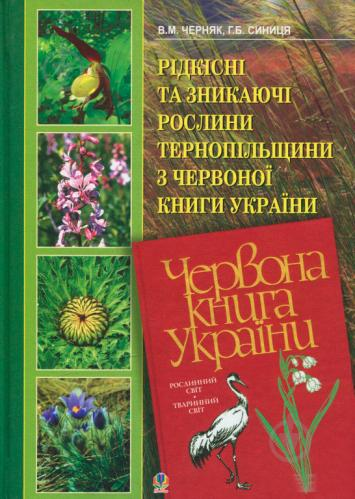 В.М. ЧЕРНЯК, Г.Б. СИНИЦЯ
РІДКІСНІ
ТА ЗНИКАЮЧІ
РОСЛИНИ
ТЕРНОПІЛЬЩИНИ
З ЧЕРВОНОЇ
КНИГИ УКРАЇНИ
Червона
книга
України
РОСЛИННИЙ
СВІТ
ТВАРИННИЙ
СВІТ